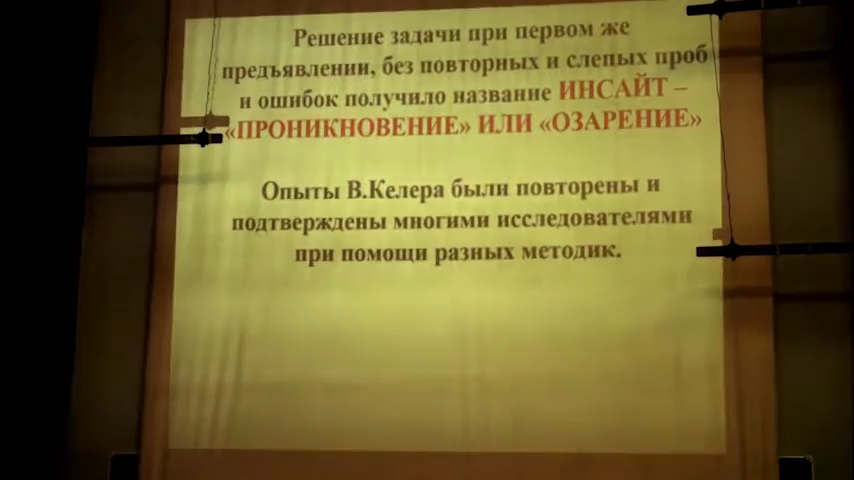 Решение задачи при первом же
предъявлении, без повторных и слепых проб
и ошибок получило название ИНСАЙТ –
«ПРОНИКНОВЕНИЕ» ИЛИ «ОЗАРЕНИЕ»
Опыты В.Келера были повторены и
подтверждены многими исследователями
при помощи разных методик.